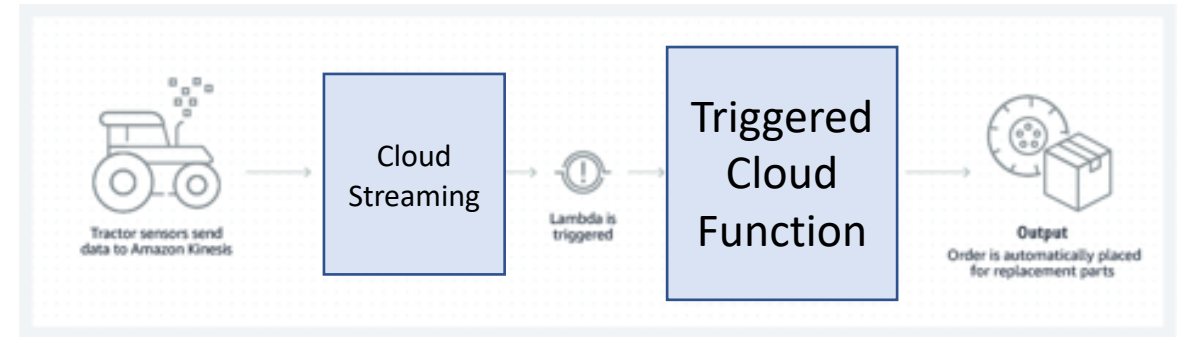 Tractor sensors send
data to Amazon Kinesis
Cloud
Streaming
Lambda is
triggered
Triggered
Cloud
Function
Output
Order is automatically placed
for replacement parts